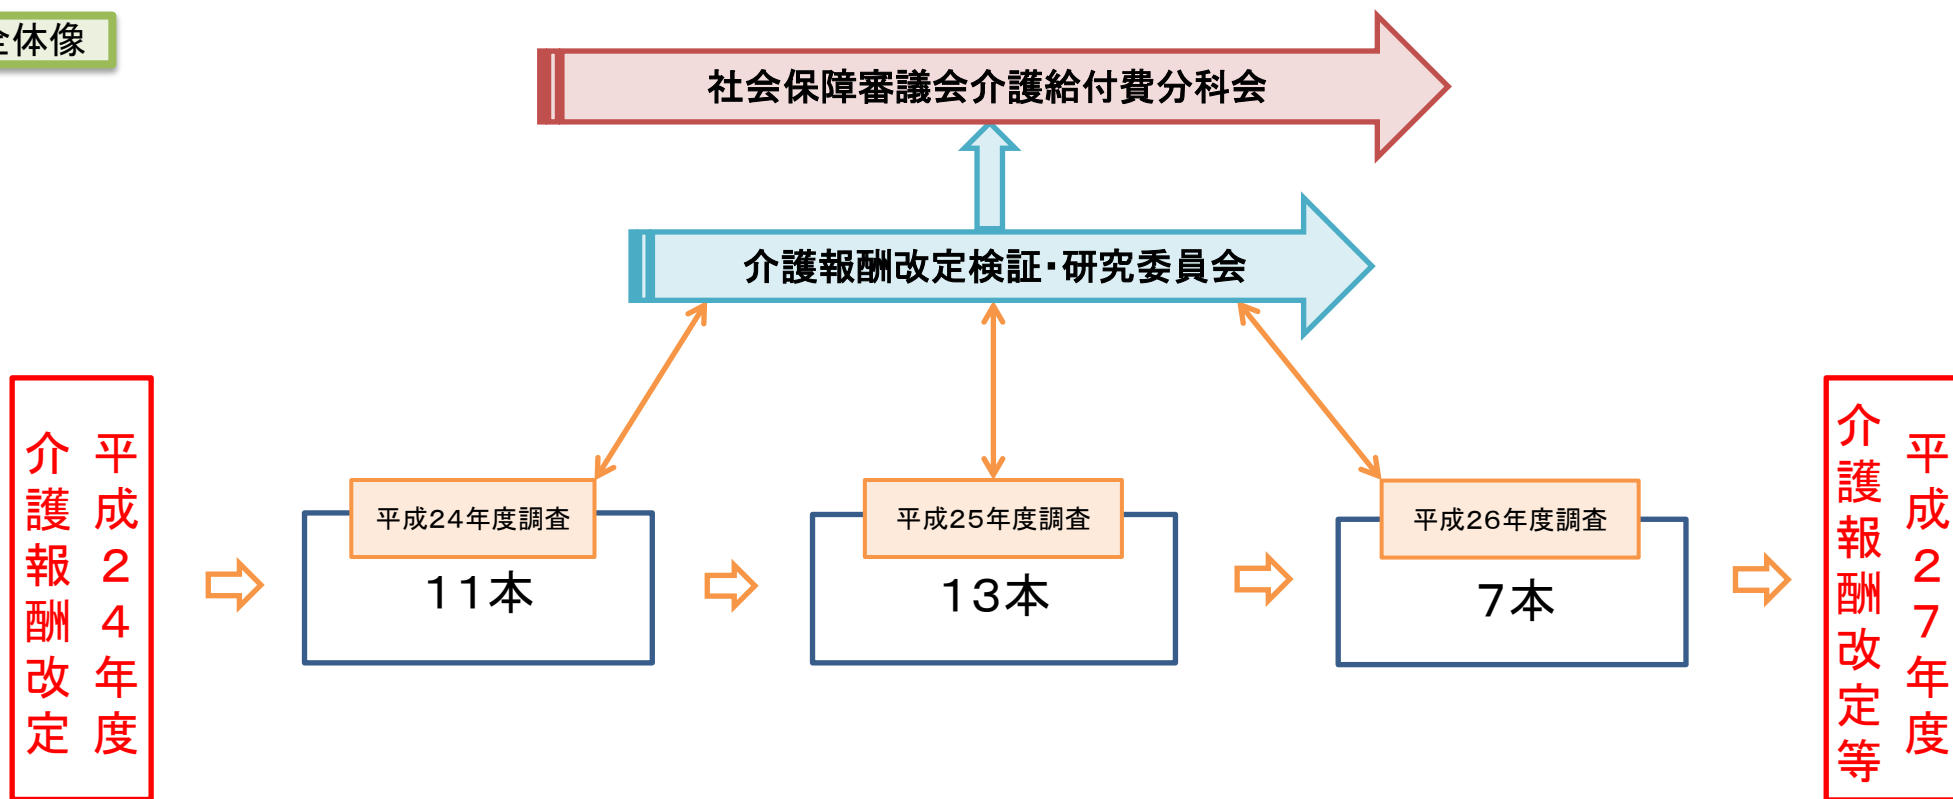 全体像
社会保障審議会介護給付費分科会
介護報酬改定検証・研究委員会
平成２４年度
介護報酬改定
平成24年度調査
11本
平成25年度調査
13本
平成26年度調査
7本
平成２７年度
介護報酬改定等